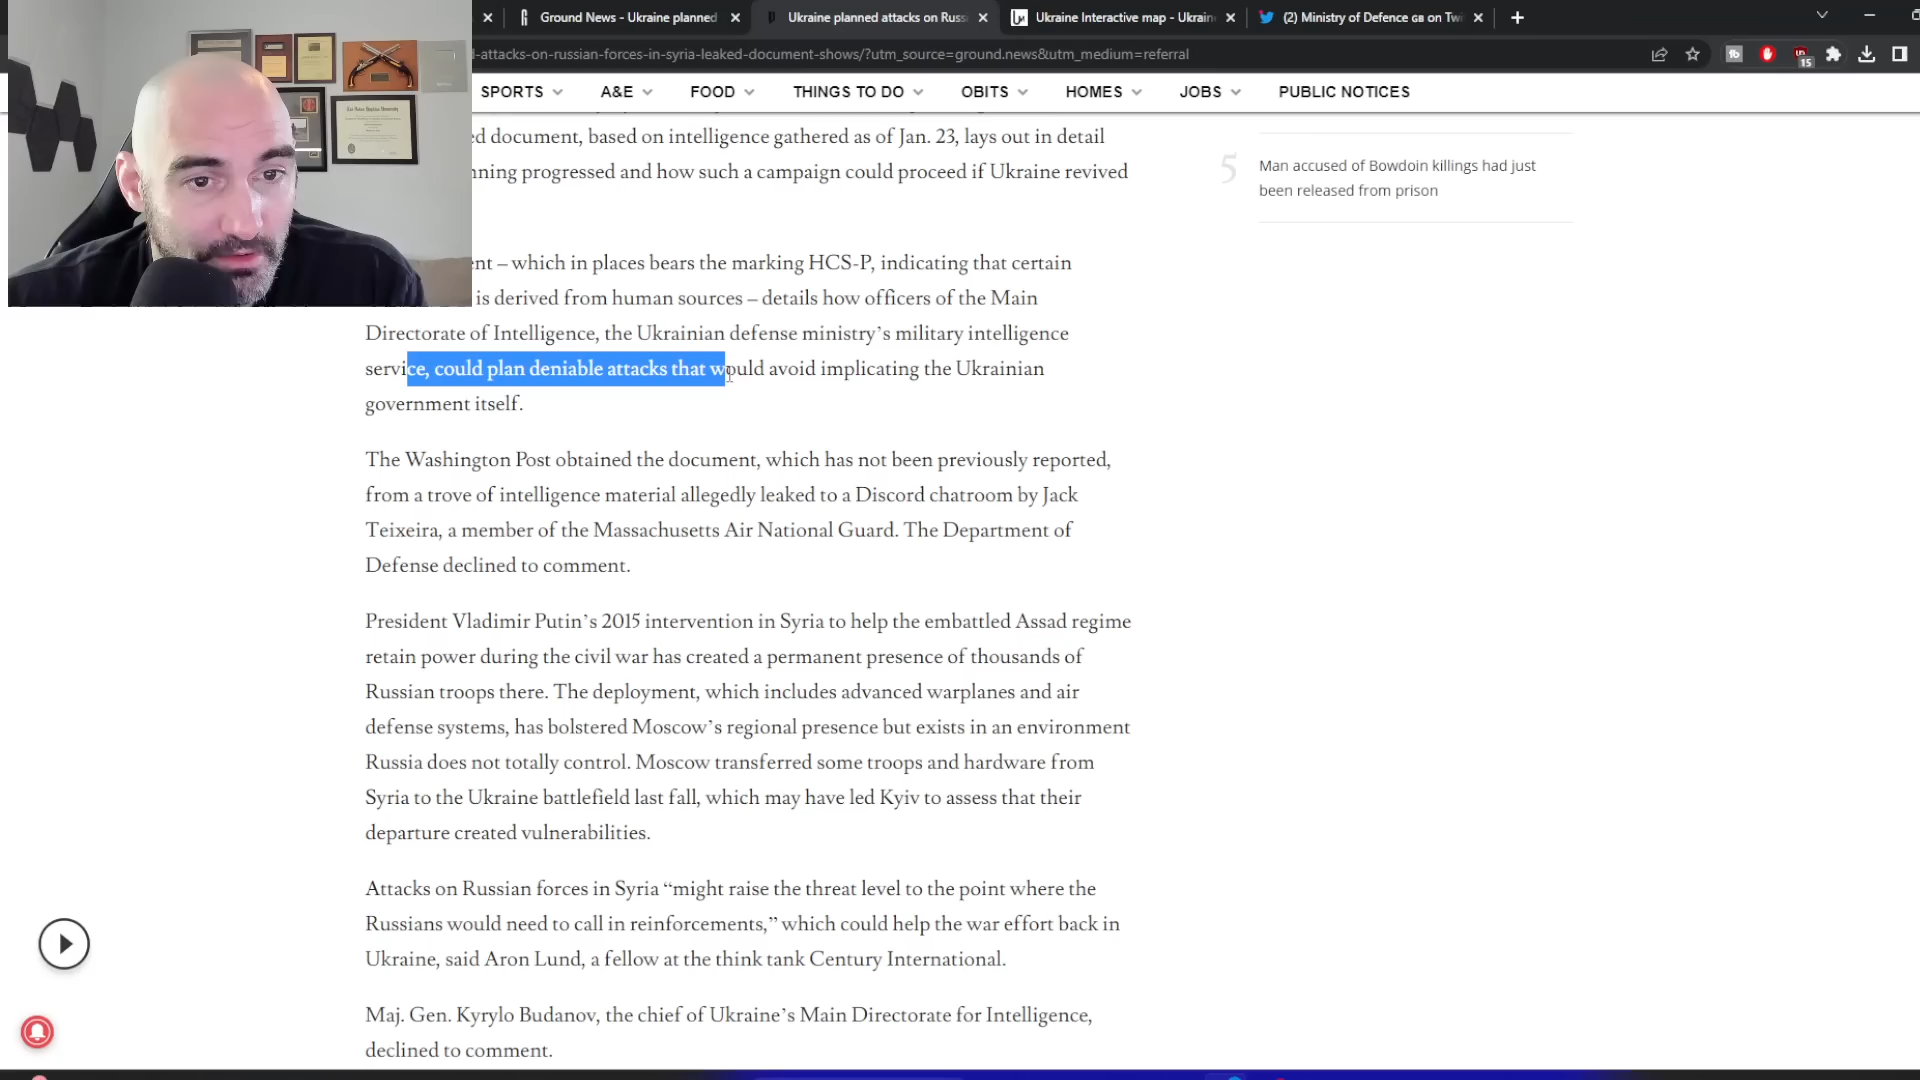 Ground News - Ukraine planned
Ukraine planned attacks on Russ
Ukraine Interactive map - Ukrain
(2) Ministry of Defence GB on Tw
d-attacks-on-russian-forces-in-syria-leaked-document-shows/?utm_source=ground.news&utm_medium=referral
15
SPORTS
A&E
FOOD
THINGS TO DO
OBITS
HOMES
JOBS
PUBLIC NOTICES
ed document, based on intelligence gathered as of Jan. 23, lays out in detail
nning progressed and how such a campaign could proceed if Ukraine revived
nt – which in places bears the marking HCS-P, indicating that certain
is derived from human sources – details how officers of the Main
Directorate of Intelligence, the Ukrainian defense ministry’s military intelligence
service, could plan deniable attacks that would avoid implicating the Ukrainian
government itself.
The Washington Post obtained the document, which has not been previously reported,
from a trove of intelligence material allegedly leaked to a Discord chatroom by Jack
Teixeira, a member of the Massachusetts Air National Guard. The Department of
Defense declined to comment.
President Vladimir Putin’s 2015 intervention in Syria to help the embattled Assad regime
retain power during the civil war has created a permanent presence of thousands of
Russian troops there. The deployment, which includes advanced warplanes and air
defense systems, has bolstered Moscow’s regional presence but exists in an environment
Russia does not totally control. Moscow transferred some troops and hardware from
Syria to the Ukraine battlefield last fall, which may have led Kyiv to assess that their
departure created vulnerabilities.
Attacks on Russian forces in Syria “might raise the threat level to the point where the
Russians would need to call in reinforcements,” which could help the war effort back in
Ukraine, said Aron Lund, a fellow at the think tank Century International.
Maj. Gen. Kyrylo Budanov, the chief of Ukraine’s Main Directorate for Intelligence,
declined to comment.
5
Man accused of Bowdoin killings had just
been released from prison